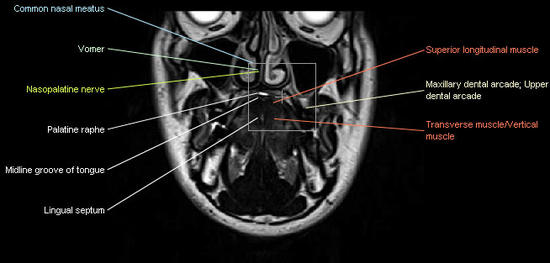 Common nasal meatus
Vomer
Nasopalatine nerve
Palatine raphe
Midline groove of tongue
Lingual septum
Superior longitudinal muscle
Maxillary dental arcade; Upper
dental arcade
Transverse muscle/Vertical
muscle